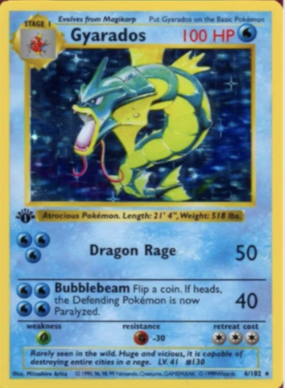 Evolves from Magikarp Put Gyarados on the Basic Pokémon
STAGE 1
Gyarados 100 HP
Atrocious Pokémon. Length: 21' 4", Weight: 518 lbs.
Dragon Rage 50
Bubblebeam Flip a coin. If heads,
the Defending Pokémon is now
Paralyzed.
40
weakness resistance retreat cost
-30
Rarely seen in the wild. Huge and vicious, it is capable of
destroying entire cities in a rage. LV. 41 #130
Illus. Mitsuhiro Arita
6/102